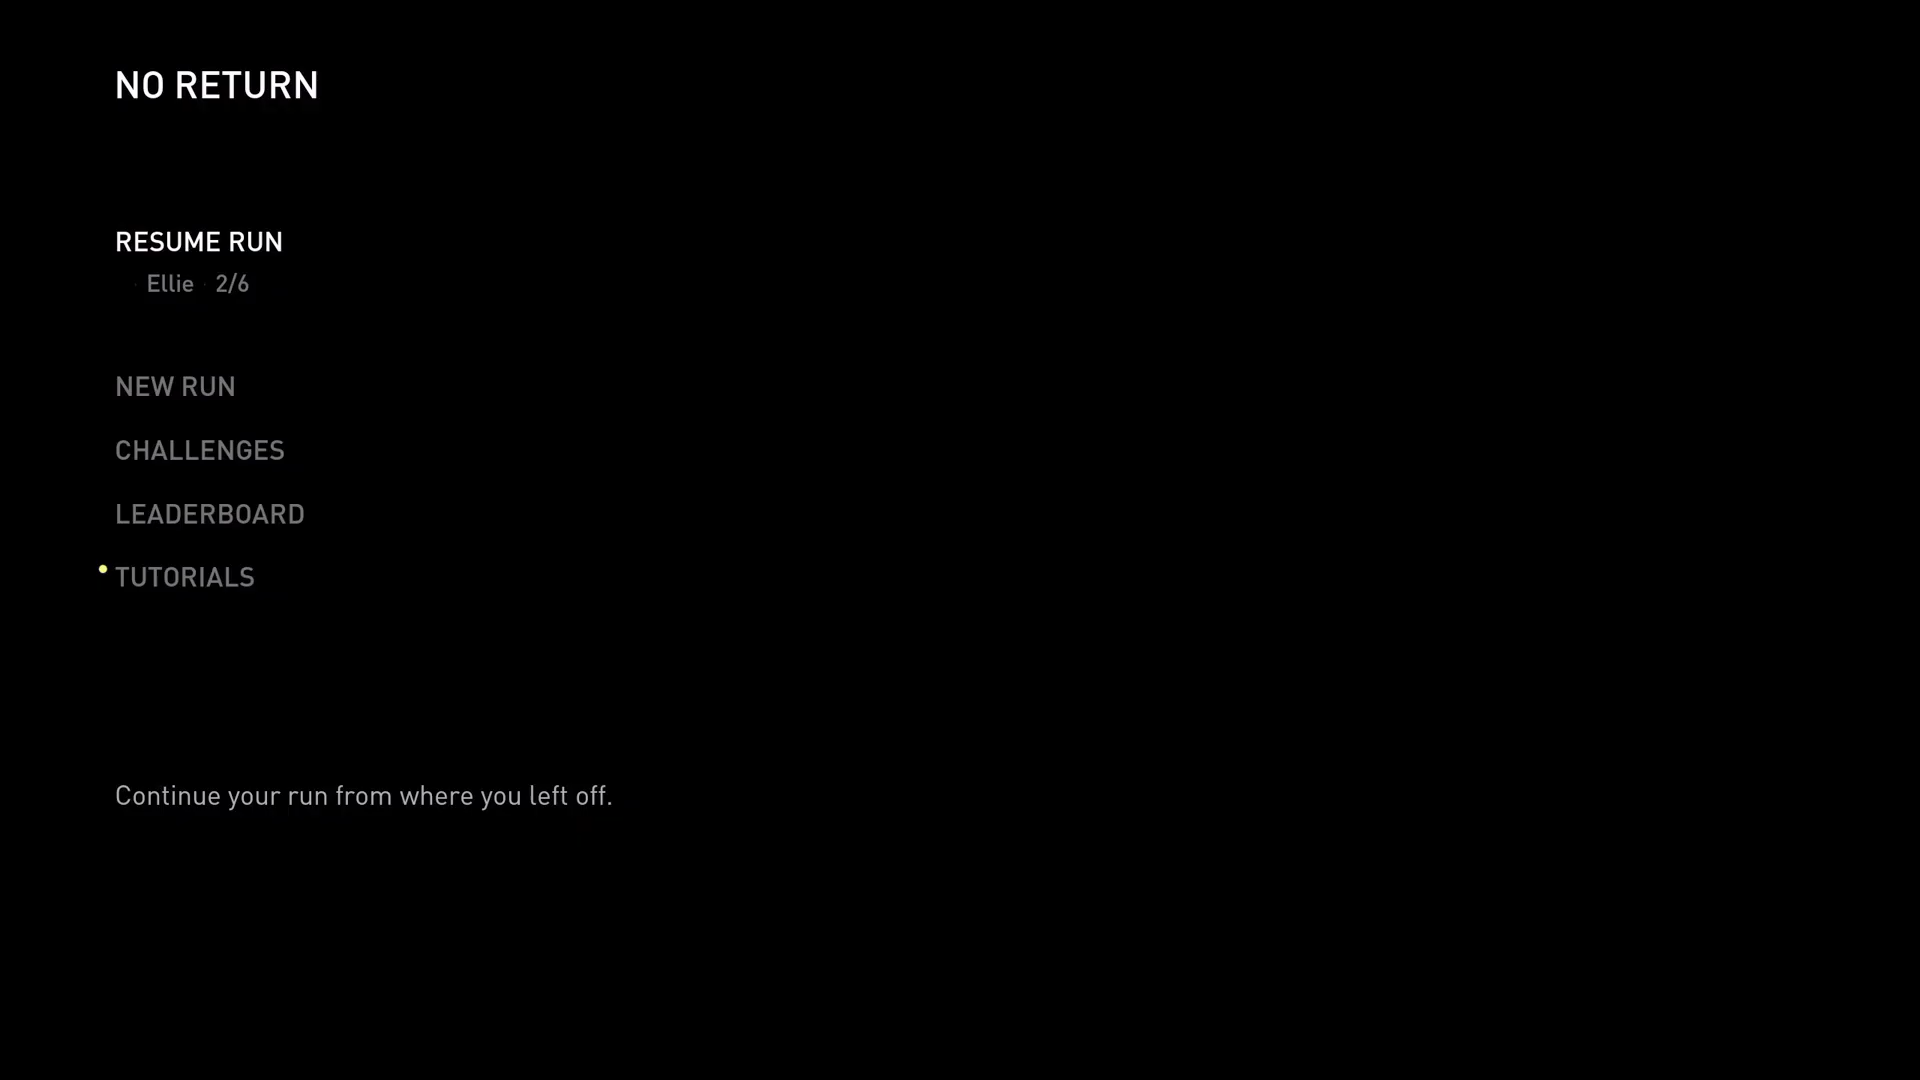 NO RETURN
RESUME RUN
· Ellie · 2/6
NEW RUN
CHALLENGES
LEADERBOARD
TUTORIALS
Continue your run from where you left off.